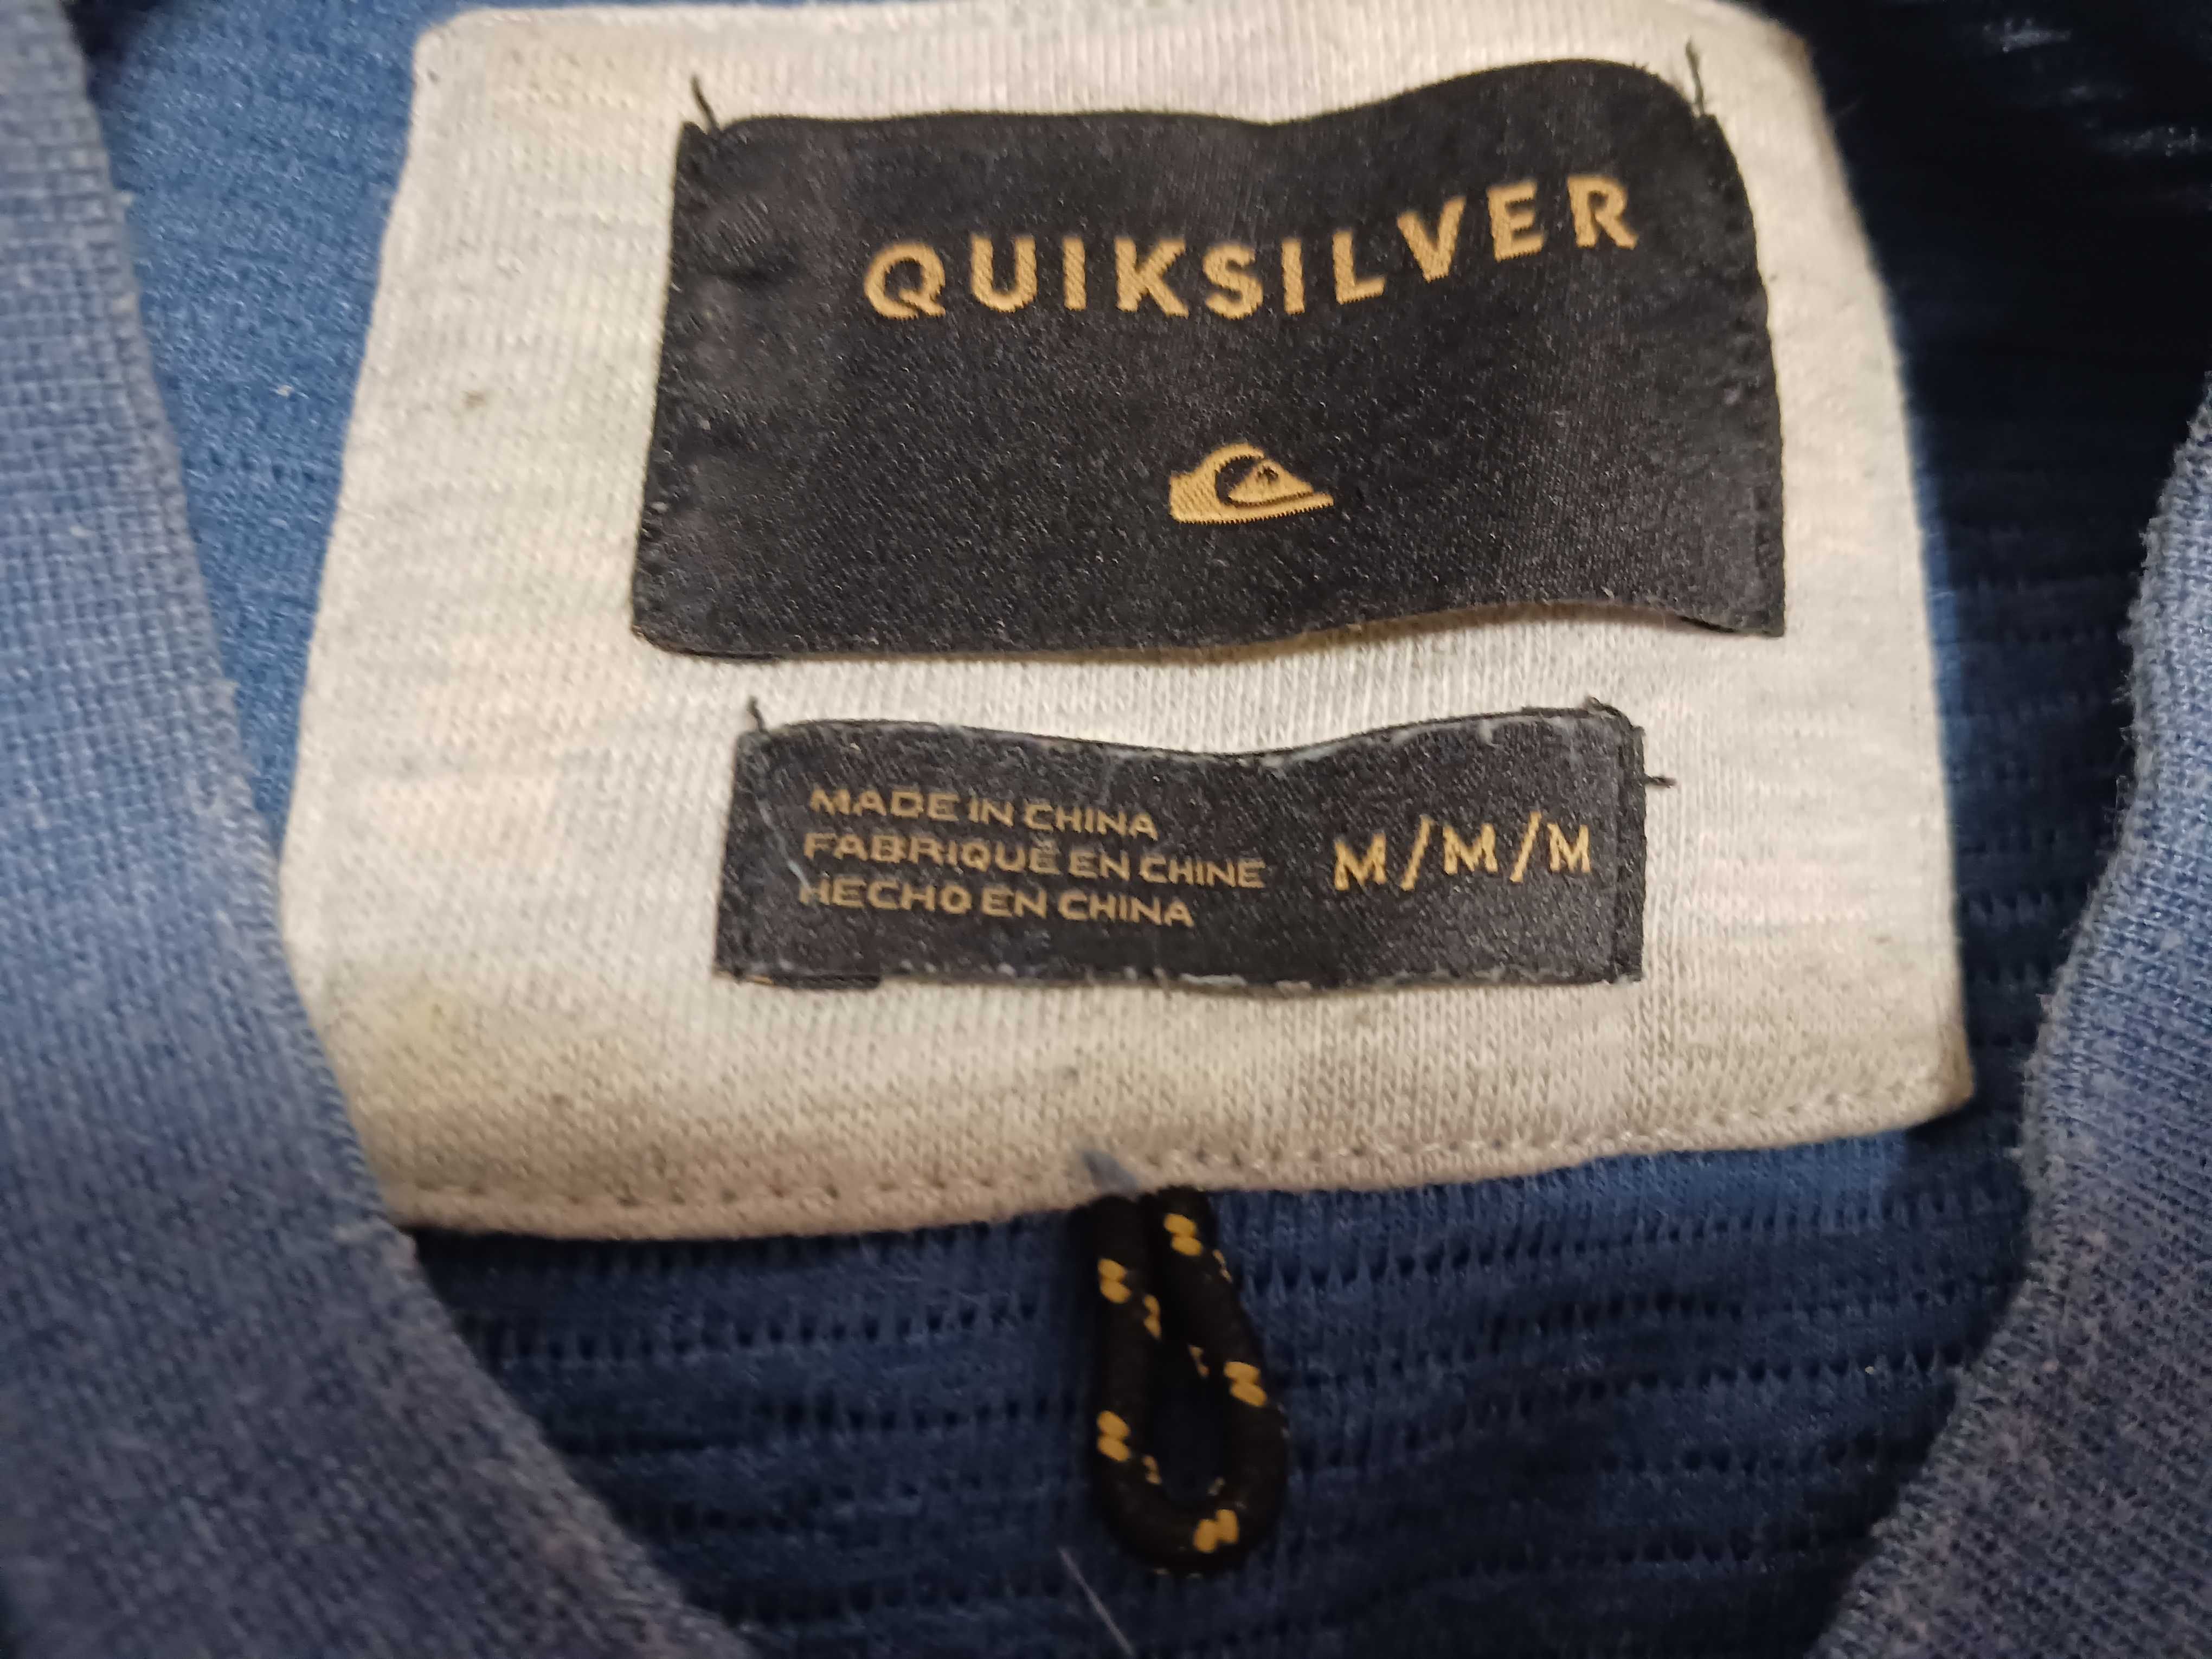 QUIKSILVER
MADE IN CHINA
FABRIQUÉ EN CHINE
HECHO EN CHINA
M/M/M